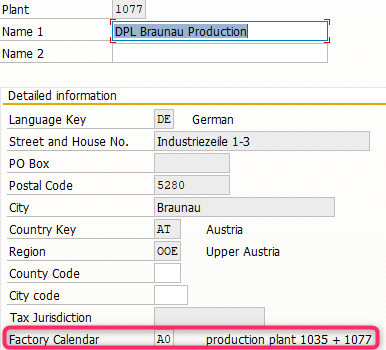 Plant 1077
Name 1 DPL Braunau Production
Name 2
Detailed information
Language Key DE German
Street and House No. Industriezeile 1-3
PO Box
Postal Code 5280
City Braunau
Country Key AT Austria
Region OOE Upper Austria
County Code
City code
Tax Jurisdiction
Factory Calendar A0 production plant 1035 + 1077